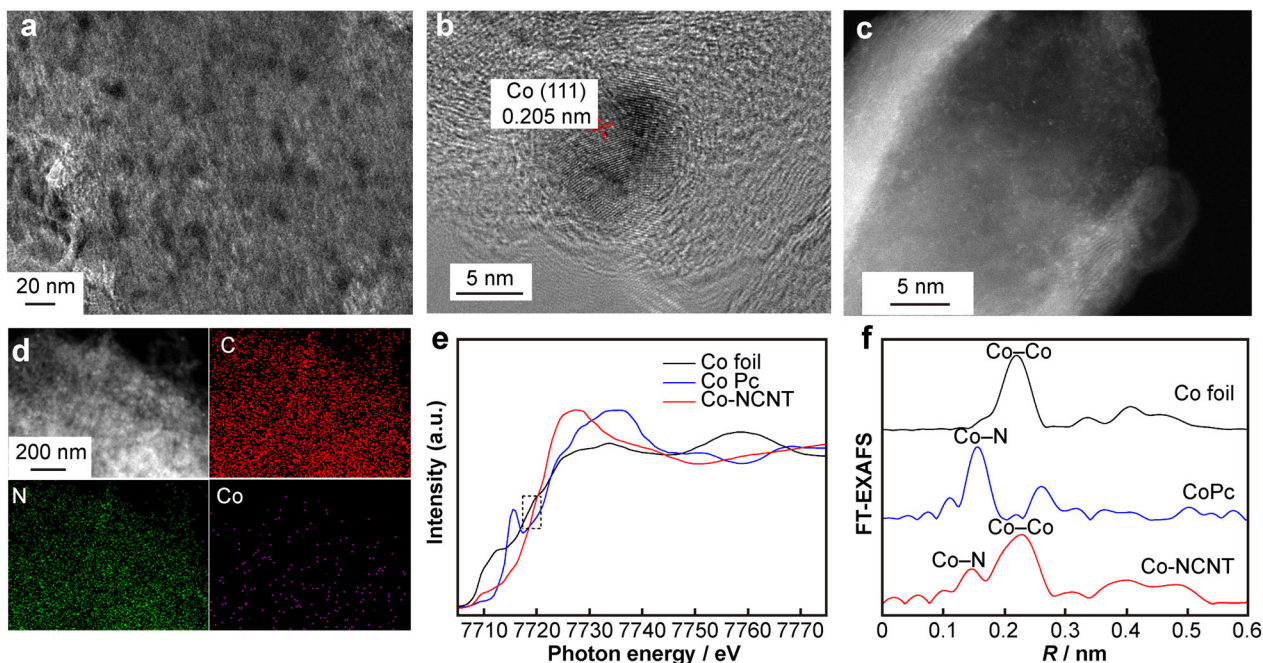 a
20 nm
b
Co (111)
0.205 nm
5 nm
c
5 nm
d
200 nm
C
N
Co
e
Co foil
Co Pc
Co-NCNT
Intensity (a.u.)
7710 7720 7730 7740 7750 7760 7770
Photon energy / eV
f
Co–Co
Co foil
Co–N
CoPc
Co–Co
Co–N
Co-NCNT
FT-EXAFS
0 0.1 0.2 0.3 0.4 0.5 0.6
R / nm